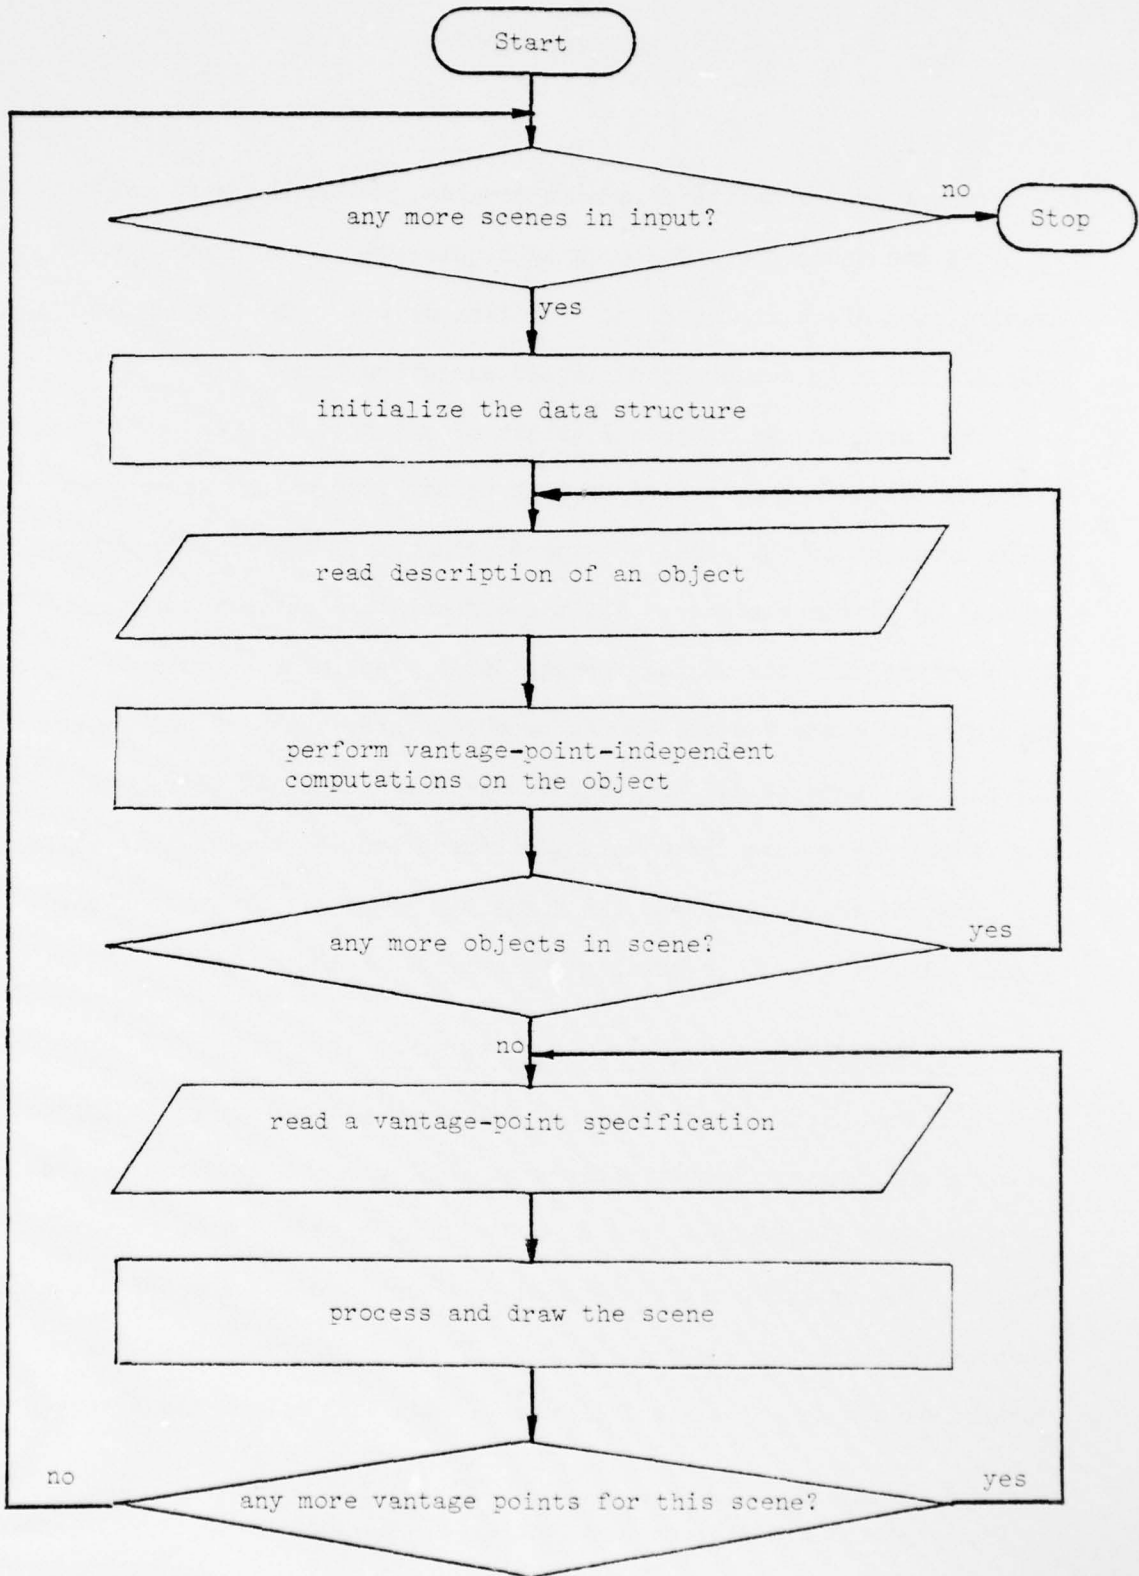 Start
any more scenes in input?
no
Stop
yes
initialize the data structure
read description of an object
perform vantage-point-independent
computations on the object
any more objects in scene?
yes
no
read a vantage-point specification
process and draw the scene
no
any more vantage points for this scene?
yes